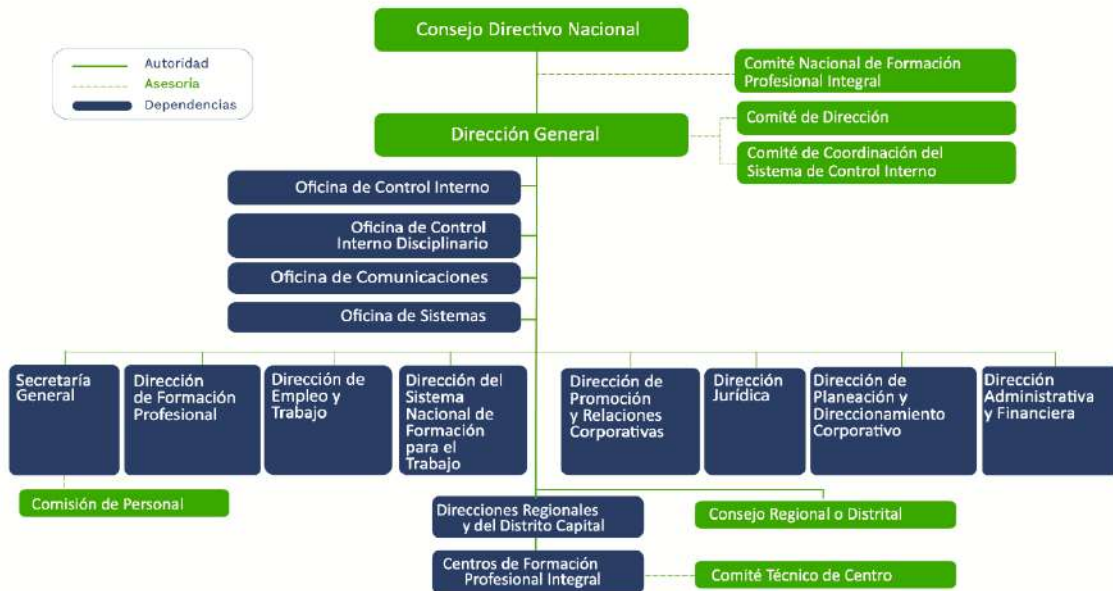 Consejo Directivo Nacional
Autoridad
Asesoría
Dependencias
Comité Nacional de Formación
Profesional Integral
Dirección General
Comité de Dirección
Comité de Coordinación del
Sistema de Control Interno
Oficina de Control Interno
Oficina de Control
Interno Disciplinario
Oficina de Comunicaciones
Oficina de Sistemas
Secretaría
General
Dirección
de Formación
Profesional
Dirección de
Empleo y
Trabajo
Dirección del
Sistema
Nacional de
Formación
para el
Trabajo
Dirección de
Promoción
y Relaciones
Corporativas
Dirección
Jurídica
Dirección de
Planeación y
Direccionamiento
Corporativo
Dirección
Administrativa
y Financiera
Comisión de Personal
Direcciones Regionales
y del Distrito Capital
Consejo Regional o Distrital
Centros de Formación
Profesional Integral
Comité Técnico de Centro